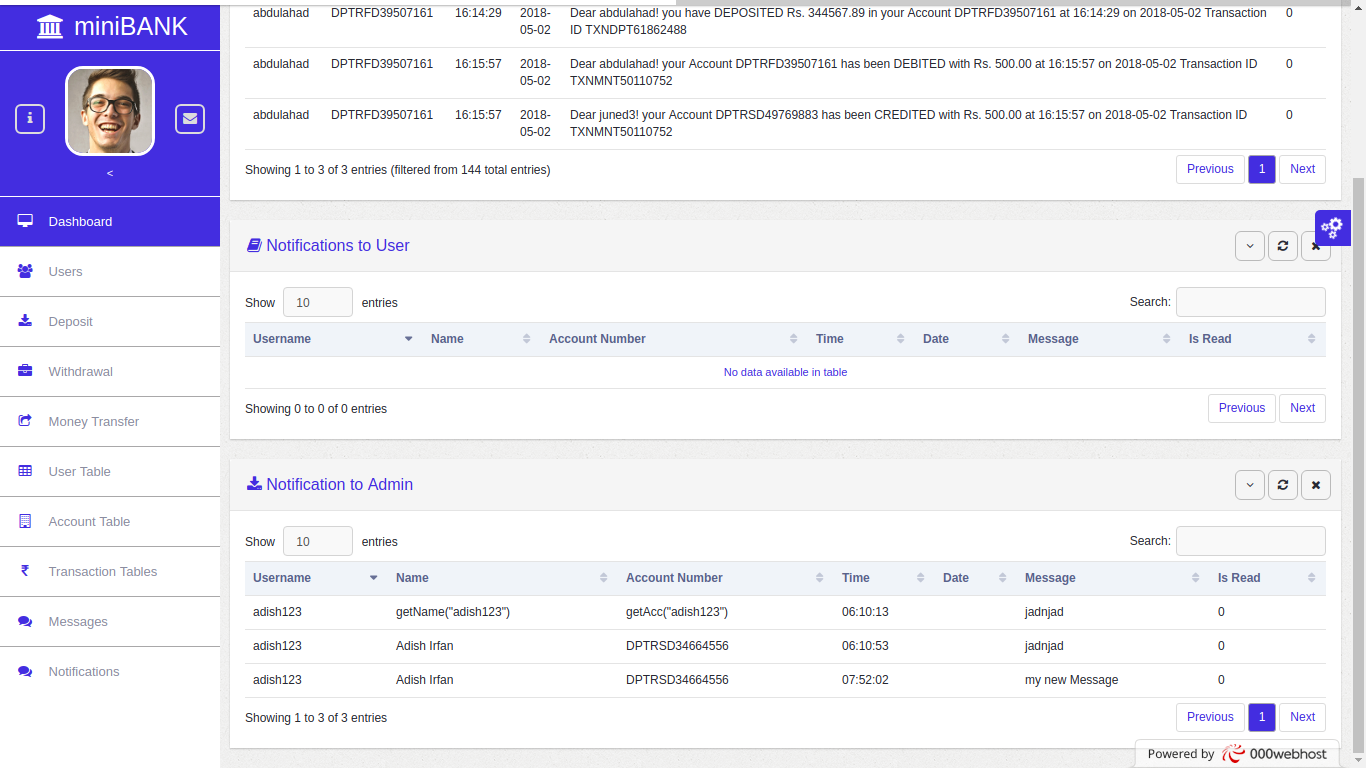 miniBANK
<
Dashboard
Users
Deposit
Withdrawal
Money Transfer
User Table
Account Table
Transaction Tables
Messages
Notifications
abdulahad DPTRFD39507161 16:14:29 2018- Dear abdulahad! you have DEPOSITED Rs. 344567.89 in your Account DPTRFD39507161 at 16:14:29 on 2018-05-02 Transaction 0
05-02 ID TXNDPT61862488
abdulahad DPTRFD39507161 16:15:57 2018- Dear abdulahad! your Account DPTRFD39507161 has been DEBITED with Rs. 500.00 at 16:15:57 on 2018-05-02 Transaction ID 0
05-02 TXNMNT50110752
abdulahad DPTRFD39507161 16:15:57 2018- Dear juned3! your Account DPTRSD49769883 has been CREDITED with Rs. 500.00 at 16:15:57 on 2018-05-02 Transaction ID 0
05-02 TXNMNT50110752
Showing 1 to 3 of 3 entries (filtered from 144 total entries) Previous 1 Next
Notifications to User
Show 10 entries Search:
Username Name Account Number Time Date Message Is Read
No data available in table
Showing 0 to 0 of 0 entries Previous Next
Notification to Admin
Show 10 entries Search:
Username Name Account Number Time Date Message Is Read
adish123 getName("adish123") getAcc("adish123") 06:10:13 jadnjad 0
adish123 Adish Irfan DPTRSD34664556 06:10:53 jadnjad 0
adish123 Adish Irfan DPTRSD34664556 07:52:02 my new Message 0
Showing 1 to 3 of 3 entries Previous 1 Next
Powered by 000webhost